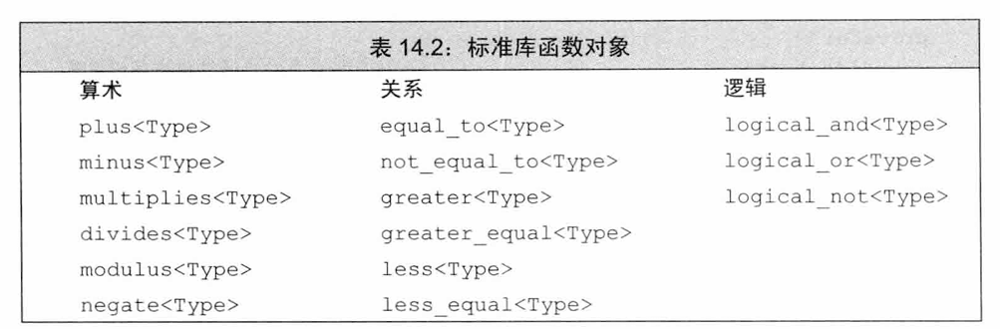 表 14.2：标准库函数对象
算术 关系 逻辑
plus<Type> equal_to<Type> logical_and<Type>
minus<Type> not_equal_to<Type> logical_or<Type>
multiplies<Type> greater<Type> logical_not<Type>
divides<Type> greater_equal<Type>
modulus<Type> less<Type>
negate<Type> less_equal<Type>